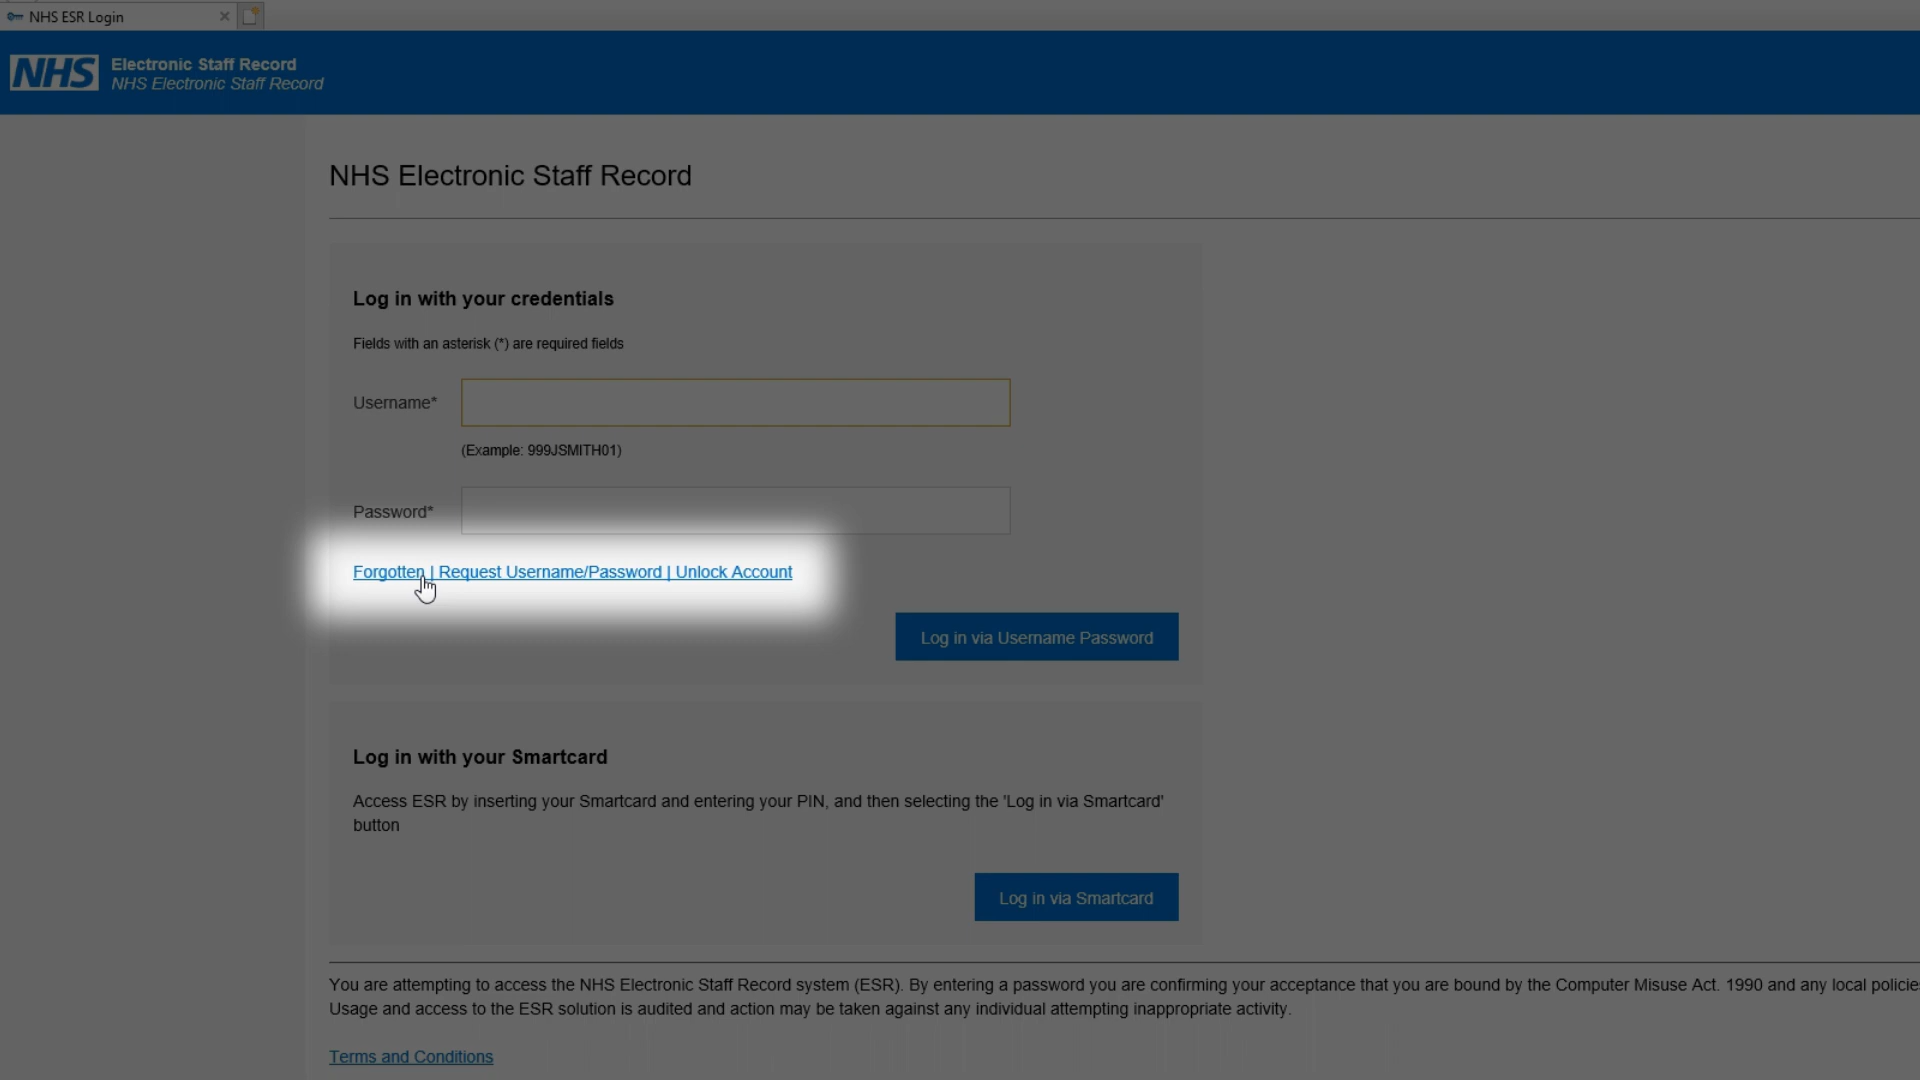 NHS ESR Login
NHS
Electronic Staff Record
NHS Electronic Staff Record
NHS Electronic Staff Record
Log in with your credentials
Fields with an asterisk (*) are required fields
Username*
(Example: 999JSMITH01)
Password*
Forgotten | Request Username/Password | Unlock Account
Log in via Username Password
Log in with your Smartcard
Access ESR by inserting your Smartcard and entering your PIN, and then selecting the 'Log in via Smartcard'
button
Log in via Smartcard
You are attempting to access the NHS Electronic Staff Record system (ESR). By entering a password you are confirming your acceptance that you are bound by the Computer Misuse Act. 1990 and any local policie
Usage and access to the ESR solution is audited and action may be taken against any individual attempting inappropriate activity.
Terms and Conditions